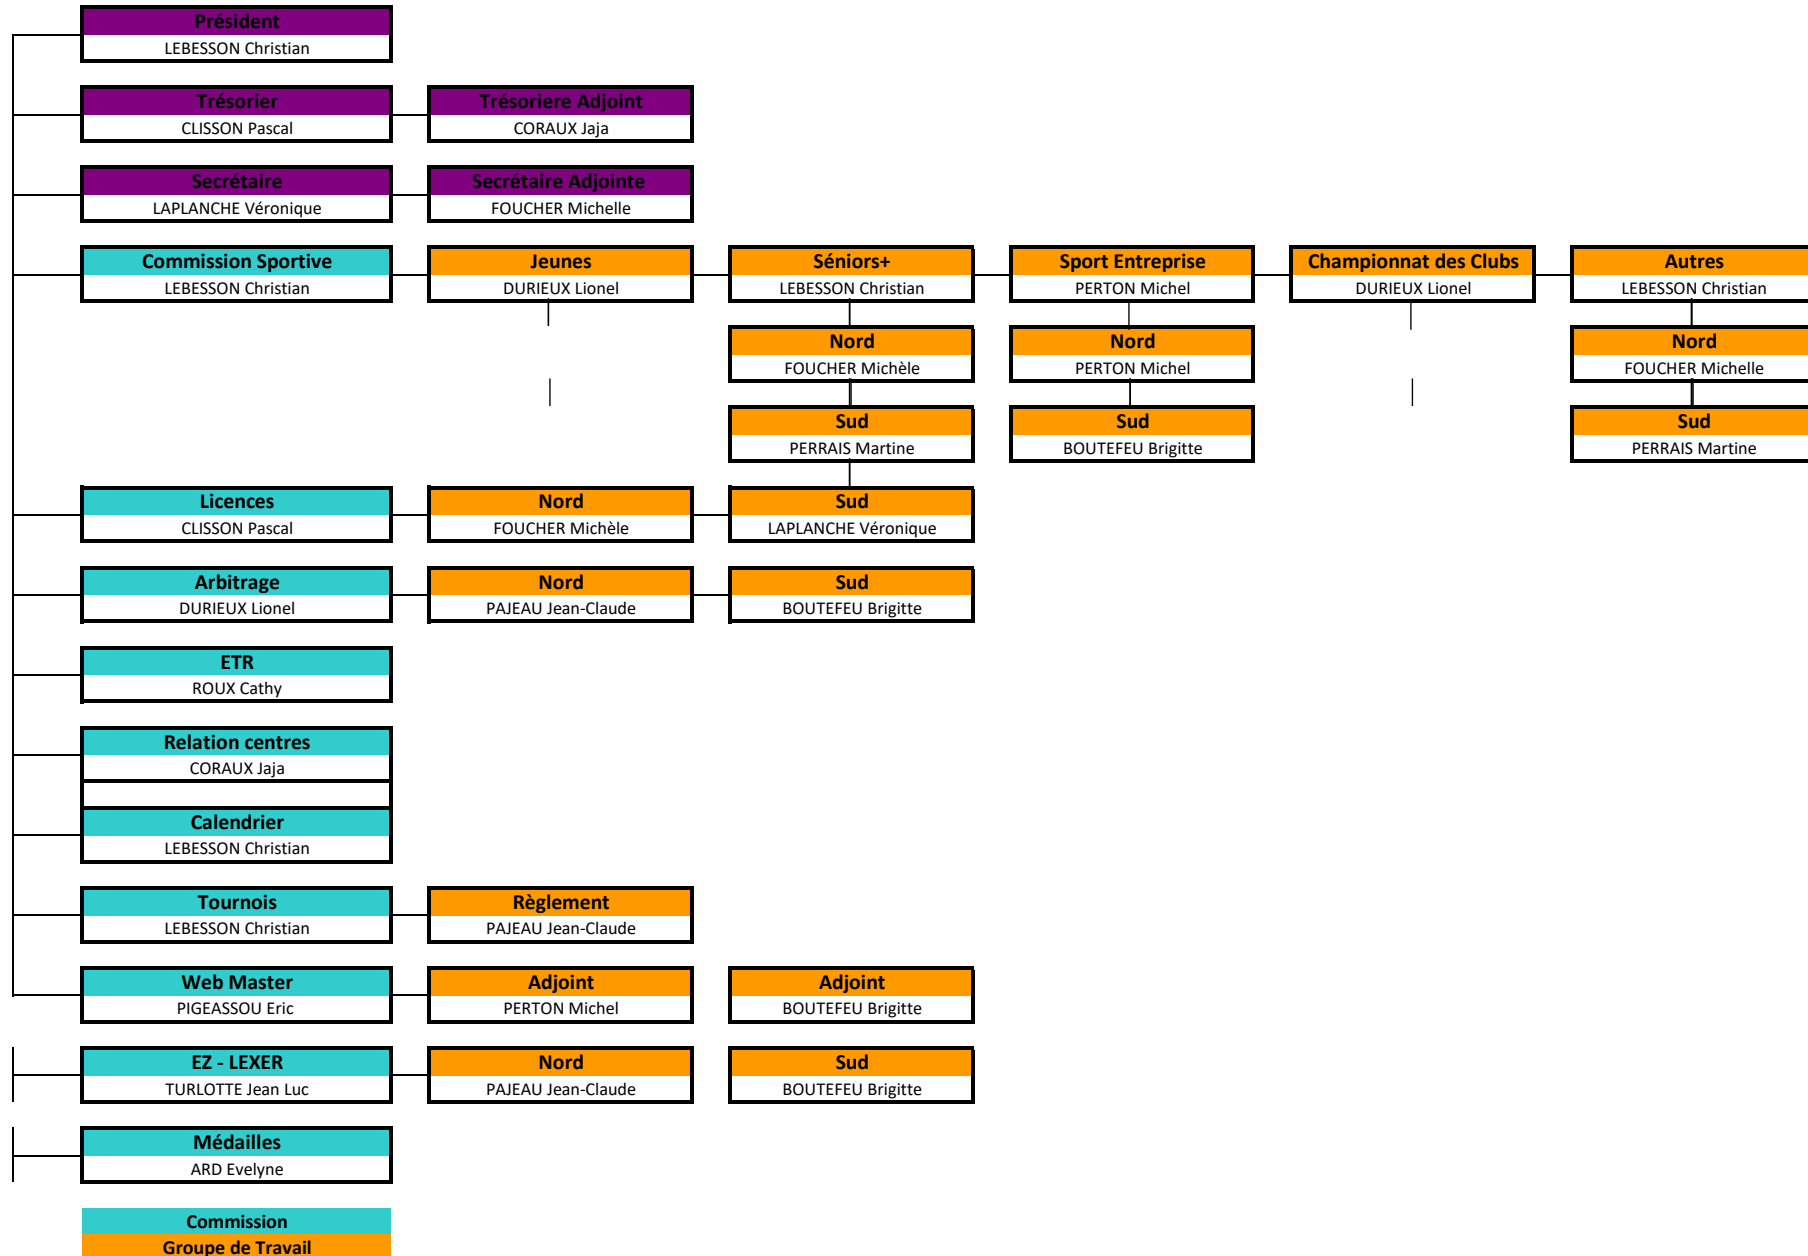 Président
LEBESSON Christian
Trésorier
Trésoriere Adjoint
CLISSON Pascal
CORAUX Jaja
Secrétaire
Secrétaire Adjointe
LAPLANCHE Véronique
FOUCHER Michelle
Commission Sportive
Jeunes
Séniors+
Sport Entreprise
Championnat des Clubs
Autres
LEBESSON Christian
DURIEUX Lionel
LEBESSON Christian
PERTON Michel
DURIEUX Lionel
LEBESSON Christian
Nord
Nord
Nord
FOUCHER Michèle
PERTON Michel
FOUCHER Michelle
Sud
Sud
Sud
PERRAIS Martine
BOUTEFEU Brigitte
PERRAIS Martine
Licences
Nord
Sud
CLISSON Pascal
FOUCHER Michèle
LAPLANCHE Véronique
Arbitrage
Nord
Sud
DURIEUX Lionel
PAJEAU Jean-Claude
BOUTEFEU Brigitte
ETR
ROUX Cathy
Relation centres
CORAUX Jaja
Calendrier
LEBESSON Christian
Tournois
Règlement
LEBESSON Christian
PAJEAU Jean-Claude
Web Master
Adjoint
Adjoint
PIGEASSOU Eric
PERTON Michel
BOUTEFEU Brigitte
EZ - LEXER
Nord
Sud
TURLOTTE Jean Luc
PAJEAU Jean-Claude
BOUTEFEU Brigitte
Médailles
ARD Evelyne
Commission
Groupe de Travail